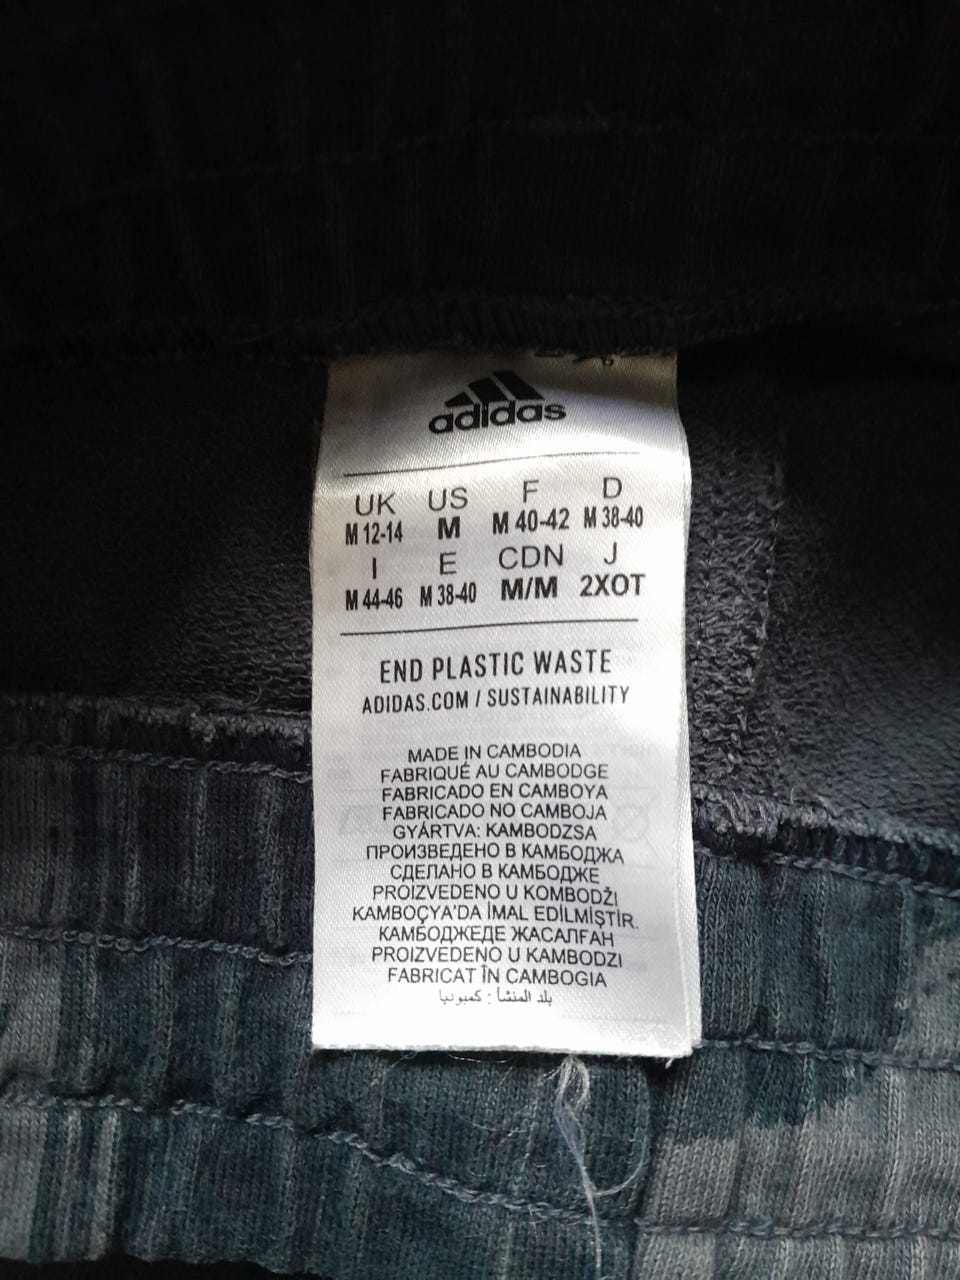 adidas
UK US F D
M 12-14 M M 40-42 M 38-40
I E CDN J
M 44-46 M 38-40 M/M 2XOT
END PLASTIC WASTE
ADIDAS.COM / SUSTAINABILITY
MADE IN CAMBODIA
FABRIQUÉ AU CAMBODGE
FABRICADO EN CAMBOYA
FABRICADO NO CAMBOJA
GYÁRTVA: KAMBODZSA
ПРОИЗВЕДЕНО В КАМБОДЖА
СДЕЛАНО В КАМБОДЖЕ
PROIZVEDENO U KOMBODŽI
KAMBOÇYA'DA İMAL EDİLMİŞTİR.
КАМБОДЖЕДЕ ЖАСАЛҒАН
PROIZVEDENO U KAMBODZI
FABRICAT ÎN CAMBOGIA
بلد المنشأ : كمبوديا